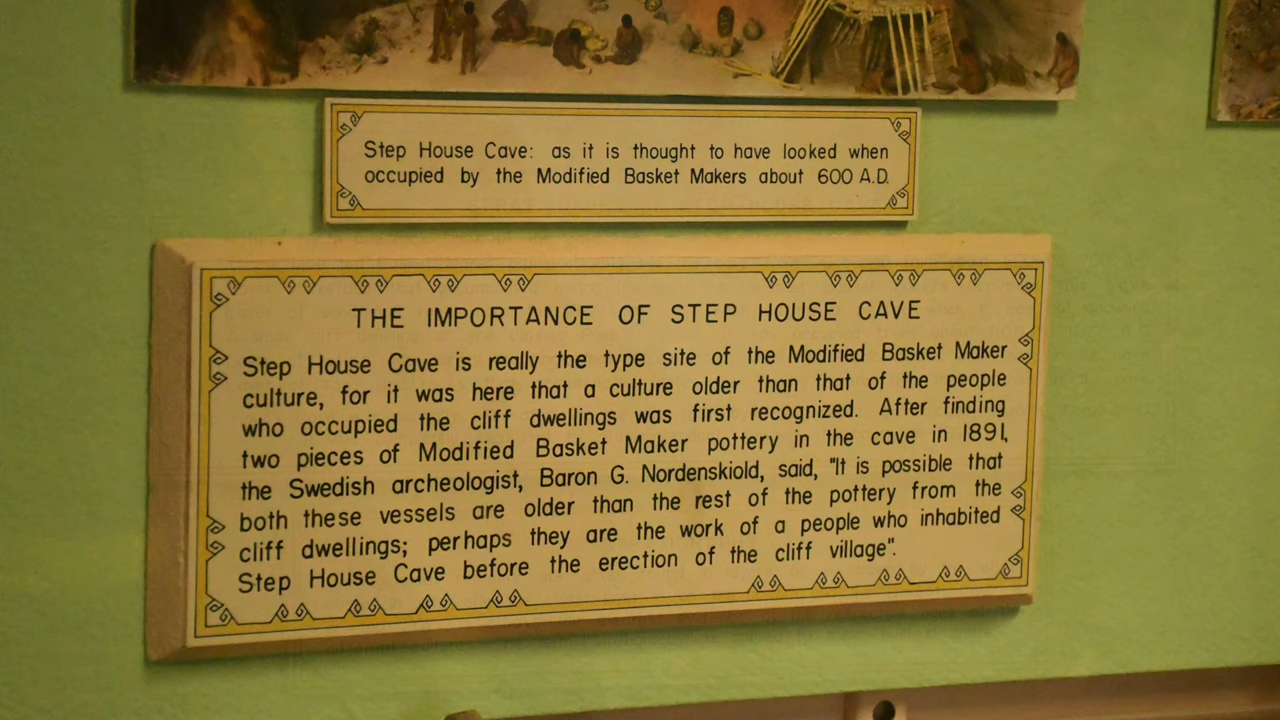 Step House Cave: as it is thought to have looked when
occupied by the Modified Basket Makers about 600 A.D.
THE IMPORTANCE OF STEP HOUSE CAVE
Step House Cave is really the type site of the Modified Basket Maker
culture, for it was here that a culture older than that of the people
who occupied the cliff dwellings was first recognized. After finding
two pieces of Modified Basket Maker pottery in the cave in 1891,
the Swedish archeologist, Baron G. Nordenskiold, said, "It is possible that
both these vessels are older than the rest of the pottery from the
cliff dwellings; perhaps they are the work of a people who inhabited
Step House Cave before the erection of the cliff village".